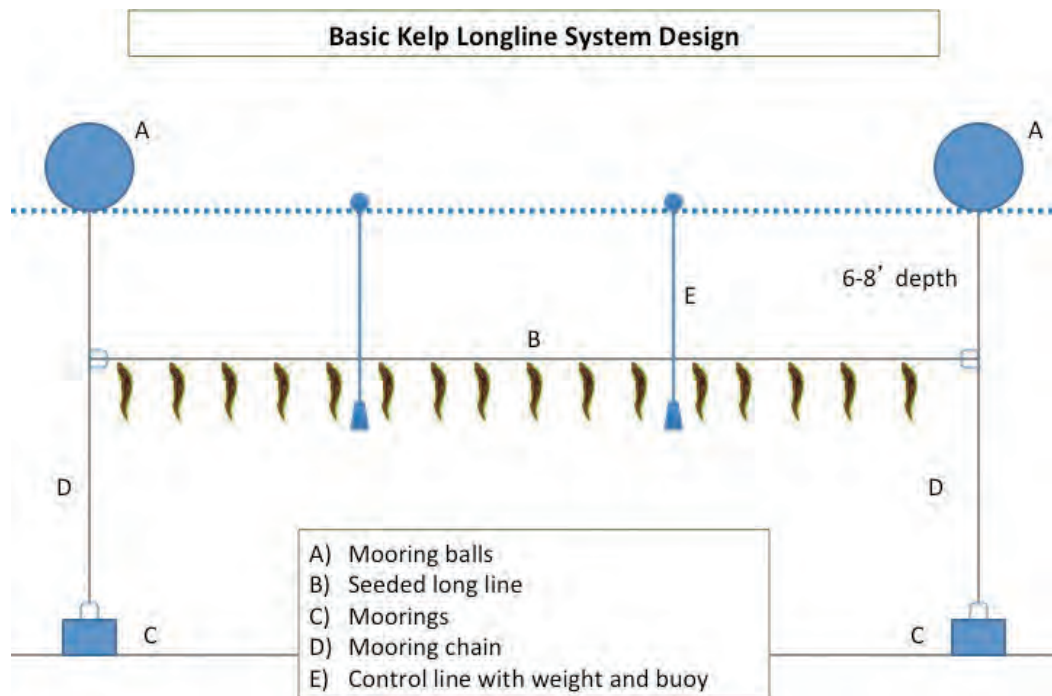 Basic Kelp Longline System Design
A
A
6-8’ depth
E
B
D
D
A) Mooring balls
B) Seeded long line
C) Moorings
D) Mooring chain
E) Control line with weight and buoy
C
C